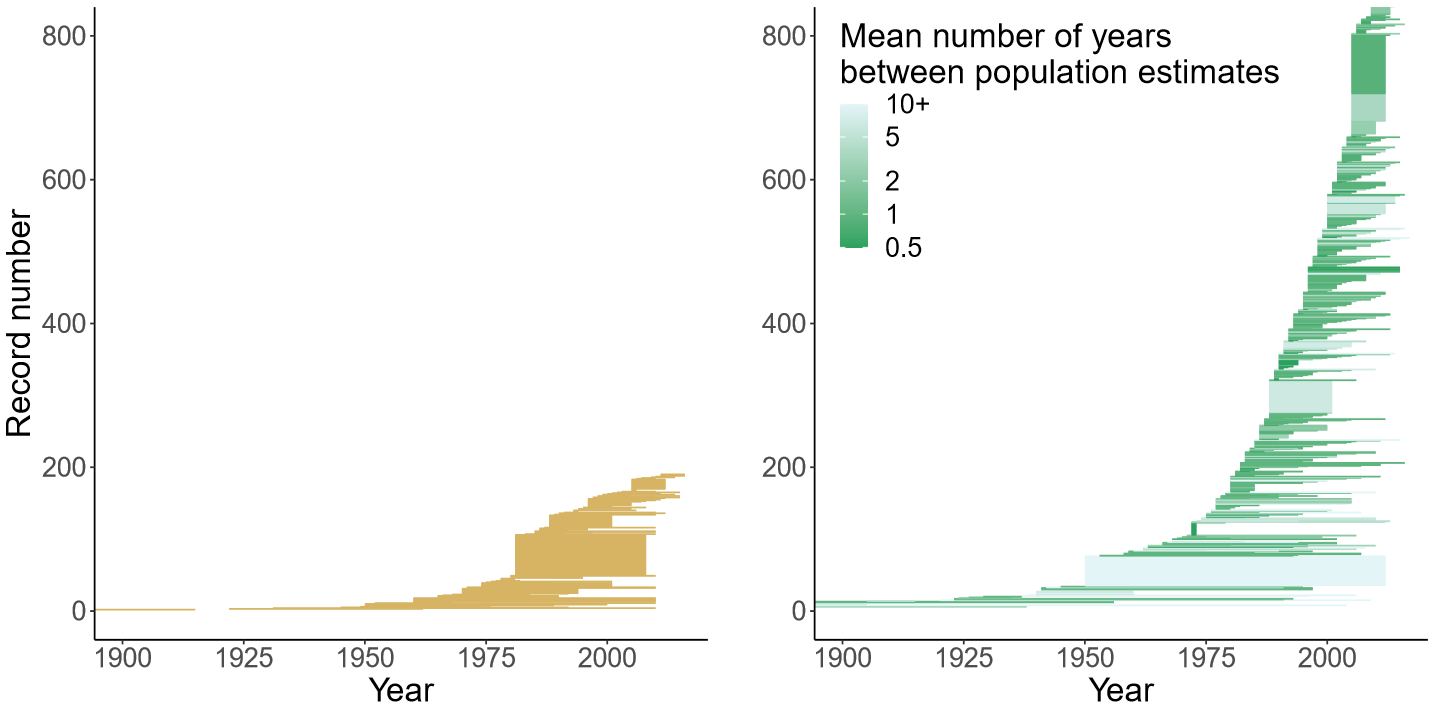 800
600
400
200
0
Record number
1900 1925 1950 1975 2000
Year
Mean number of years
between population estimates
10+
5
2
1
0.5
800
600
400
200
0
1900 1925 1950 1975 2000
Year